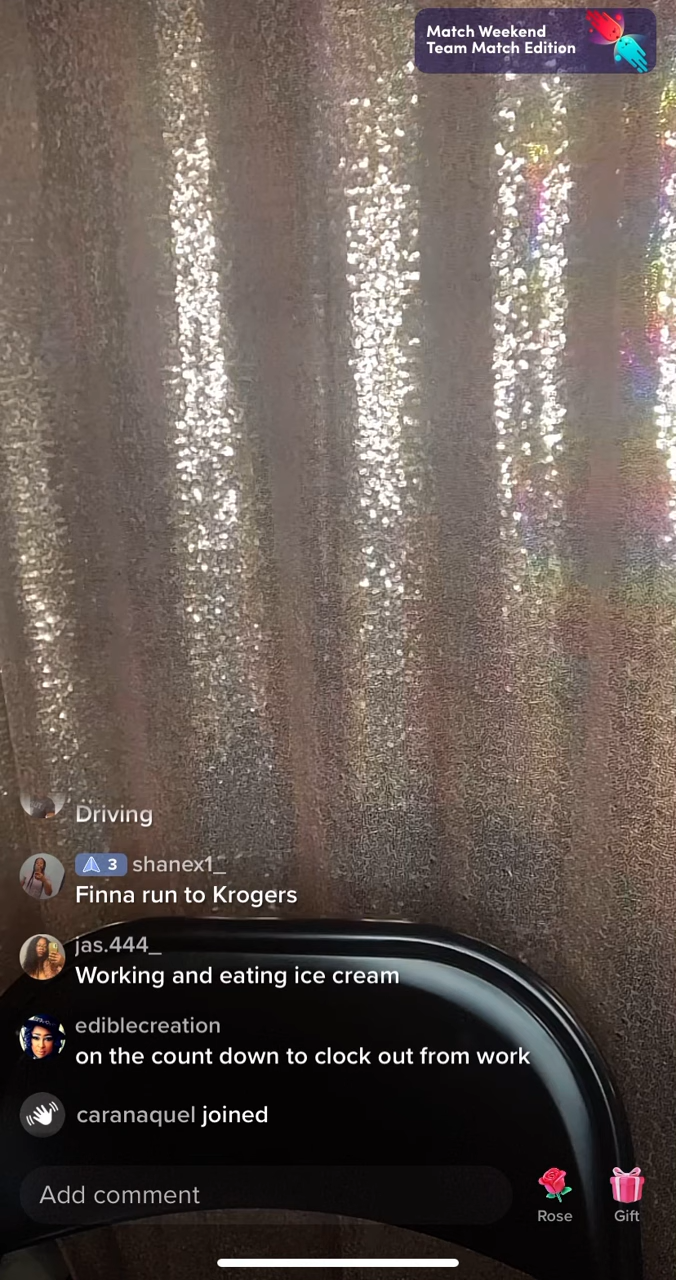 Match Weekend
Team Match Edition
Driving
3 shanex1_
Finna run to Krogers
jas.444_
Working and eating ice cream
ediblecreation
on the count down to clock out from work
caranaquel joined
Add comment
Rose
Gift